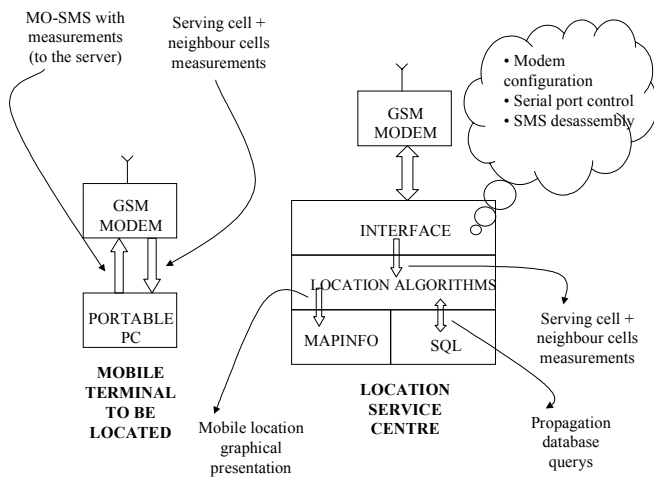 MO-SMS with
measurements
(to the server)
Serving cell +
neighbour cells
measurements
• Modem
configuration
• Serial port control
• SMS desassembly
GSM
MODEM
GSM
MODEM
INTERFACE
LOCATION ALGORITHMS
PORTABLE
PC
MAPINFO
SQL
Serving cell +
neighbour cells
measurements
MOBILE
TERMINAL
TO BE
LOCATED
LOCATION
SERVICE
CENTRE
Mobile location
graphical
presentation
Propagation
database
querys